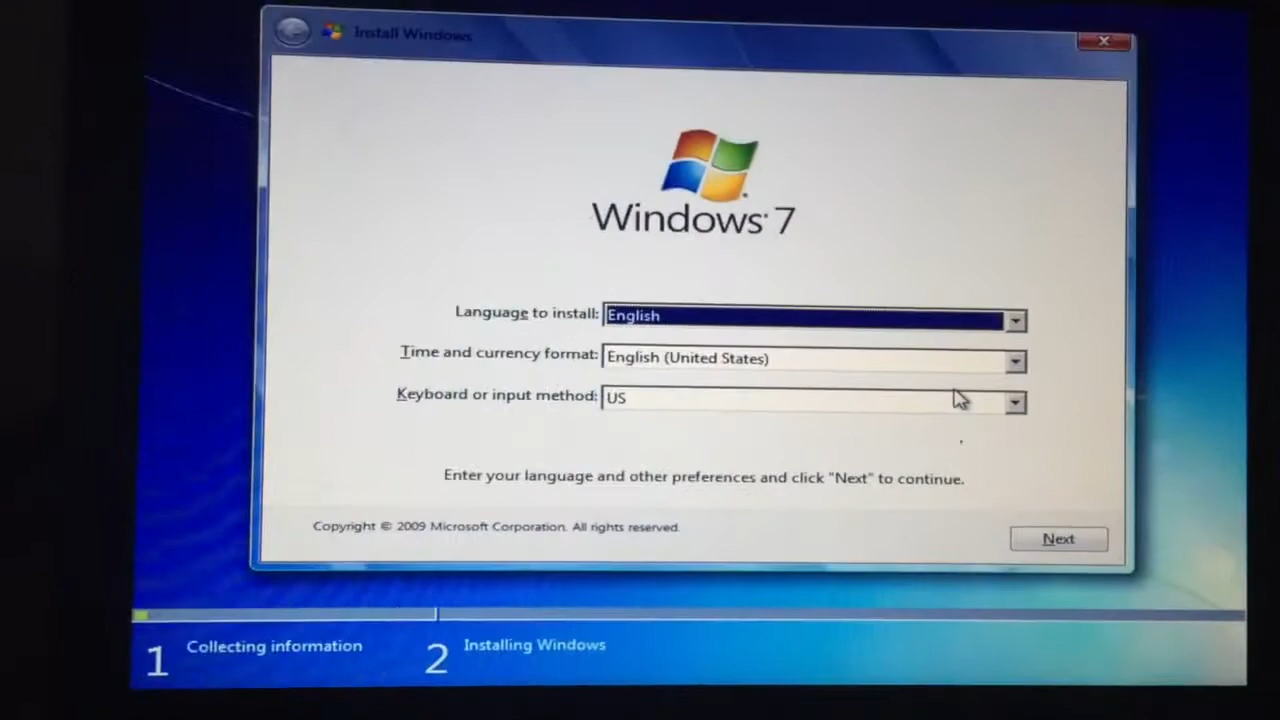 Install Windows
Windows 7
Language to install: English
Time and currency format: English (United States)
Keyboard or input method: US
Enter your language and other preferences and click "Next" to continue.
Copyright © 2009 Microsoft Corporation. All rights reserved.
Next
1 Collecting information
2 Installing Windows